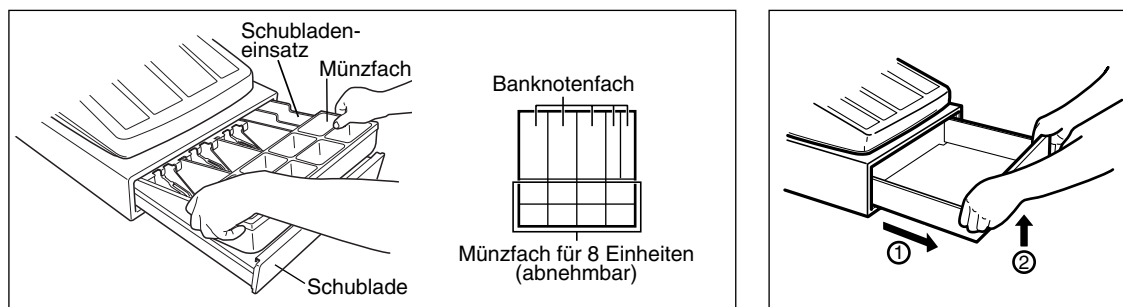 Schubladen-
einsatz
Münzfach
Schublade
Banknotenfach
Münzfach für 8 Einheiten
(abnehmbar)
①
②